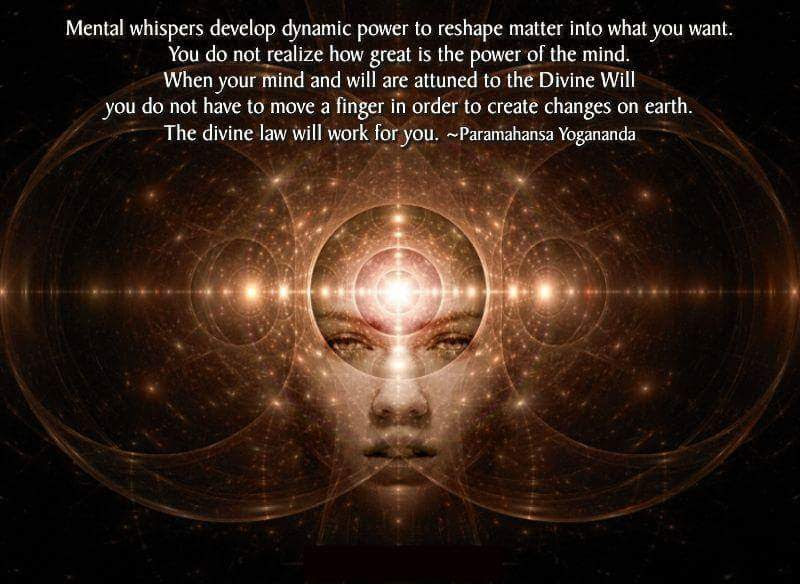 Mental whispers develop dynamic power to reshape matter into what you want.
You do not realize how great is the power of the mind.
When your mind and will are attuned to the Divine Will
you do not have to move a finger in order to create changes on earth.
The divine law will work for you. ~Paramahansa Yogananda